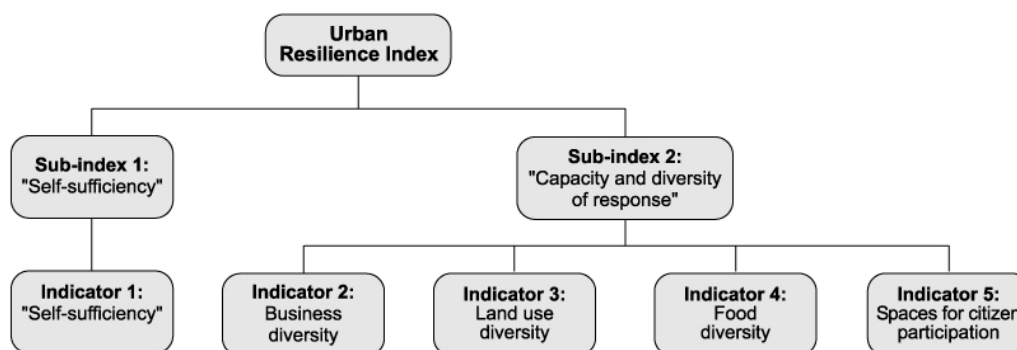 Urban
Resilience Index
Sub-index 1:
"Self-sufficiency"
Sub-index 2:
"Capacity and diversity
of response"
Indicator 1:
"Self-sufficiency"
Indicator 2:
Business
diversity
Indicator 3:
Land use
diversity
Indicator 4:
Food
diversity
Indicator 5:
Spaces for citizen
participation